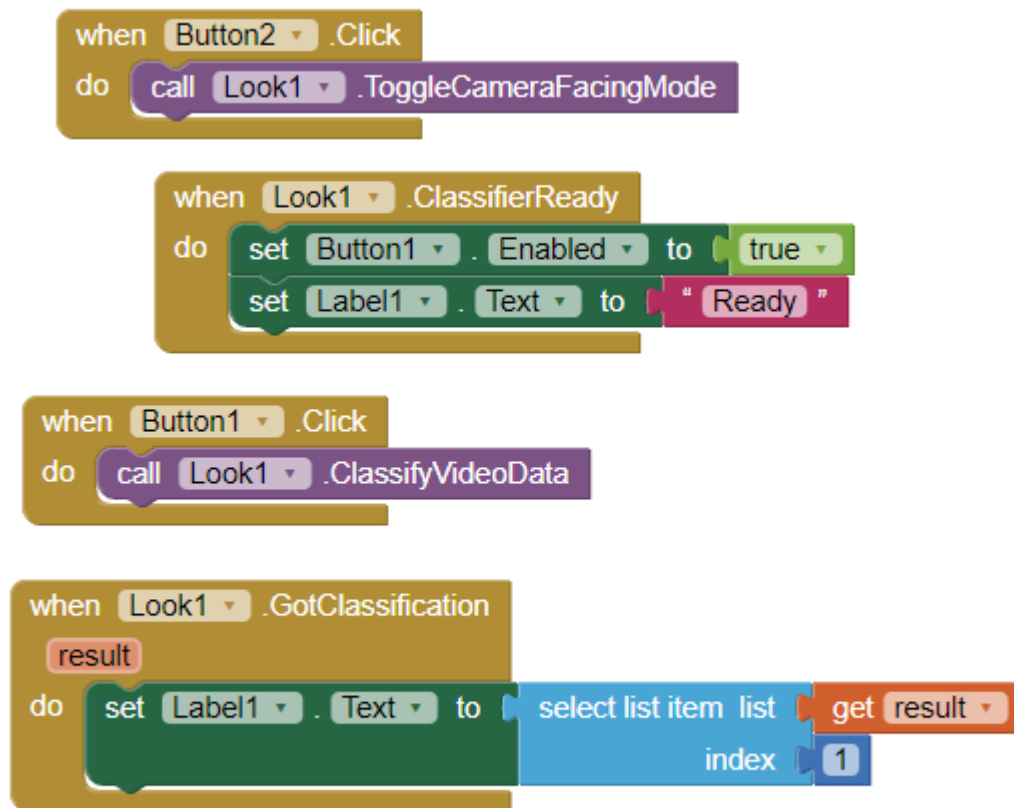 when Button2 .Click
do call Look1 .ToggleCameraFacingMode
when Look1 .ClassifierReady
do set Button1 . Enabled to true
set Label1 . Text to “ Ready ”
when Button1 .Click
do call Look1 .ClassifyVideoData
when Look1 .GotClassification
result
do set Label1 . Text to select list item list get result
index 1